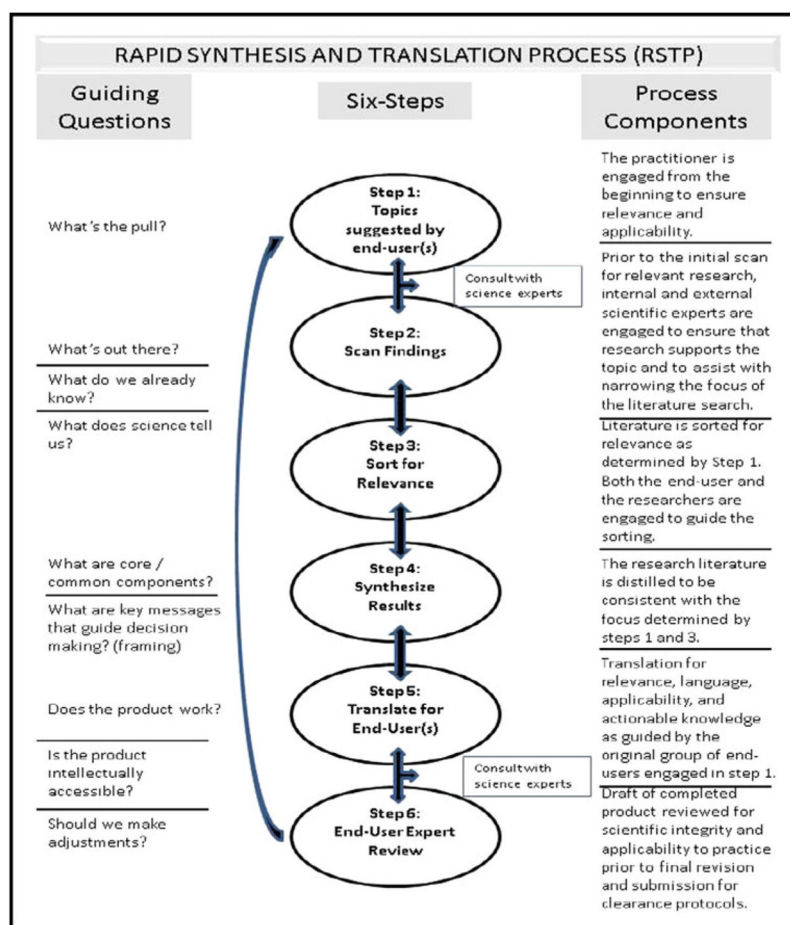 RAPID SYNTHESIS AND TRANSLATION PROCESS (RSTP)
Guiding
Questions
What's the pull?
What's out there?
What do we already
know?
What does science tell
us?
What are core /
common components?
What are key messages
that guide decision
making? (framing)
Does the product work?
Is the product
intellectually
accessible?
Should we make
adjustments?
Six-Steps
Step 1:
Topics
suggested by
end-user(s)
Consult with
science experts
Step 2:
Scan Findings
Step 3:
Sort for
Relevance
Step 4:
Synthesize
Results
Step 5:
Translate for
End-User(s)
Consult with
science experts
Step 6:
End-User Expert
Review
Process
Components
The practitioner is
engaged from the
beginning to ensure
relevance and
applicability.
Prior to the initial scan
for relevant research,
internal and external
scientific experts are
engaged to ensure that
research supports the
topic and to assist with
narrowing the focus of
the literature search.
Literature is sorted for
relevance as
determined by Step 1.
Both the end-user and
the researchers are
engaged to guide the
sorting.
The research literature
is distilled to be
consistent with the
focus determined by
steps 1 and 3.
Translation for
relevance, language,
applicability, and
actionable knowledge
as guided by the
original group of end-
users engaged in step 1.
Draft of completed
product reviewed for
scientific integrity and
applicability to practice
prior to final revision
and submission for
clearance protocols.